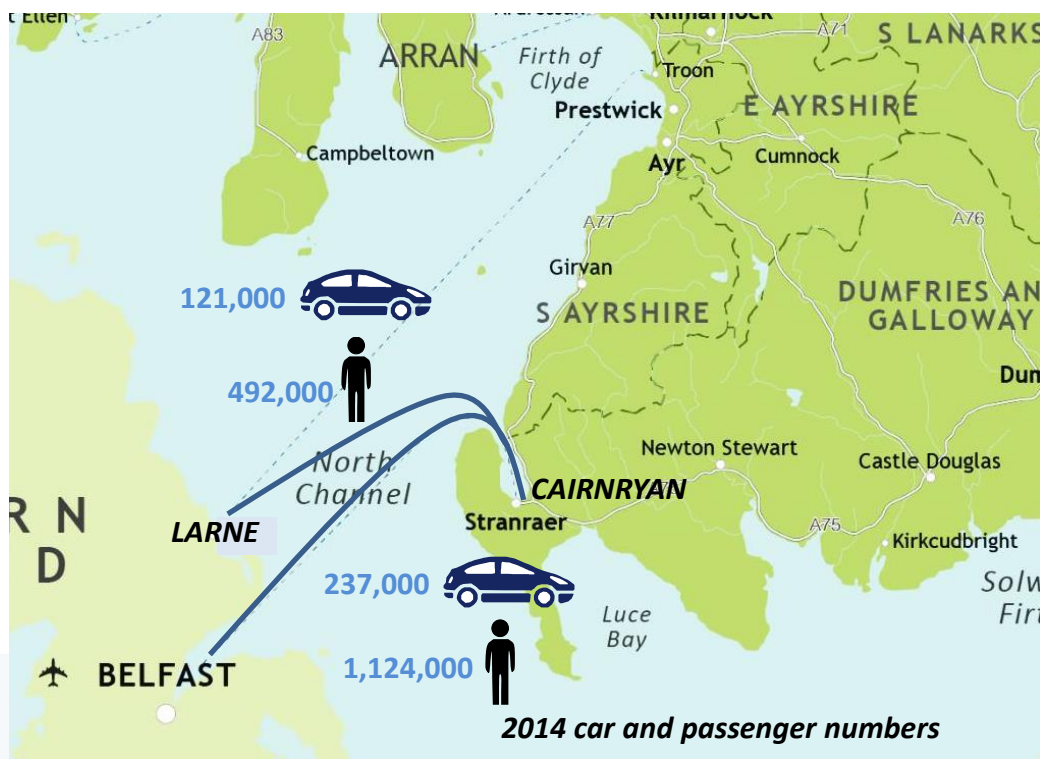 t Ellen
A83
ARRAN
Firth of
Clyde
Kilmarnock
A71
S LANARKS
Troon
Prestwick
E AYRSHIRE
Campbeltown
Ayr
Cumnock
A77
A76
Girvan
121,000
S AYRSHIRE
DUMFRIES AN
GALLOWAY
Dum
492,000
North
Channel
Newton Stewart
Castle Douglas
CAIRNRYAN
Stranraer
LARNE
R N
D
A75
Kirkcudbright
237,000
Luce
Bay
Solw
Firt
BELFAST
1,124,000
2014 car and passenger numbers